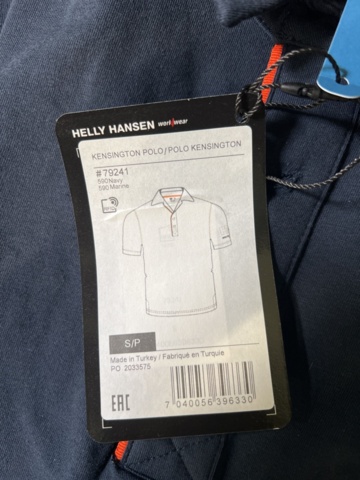 HELLY HANSEN workwear
KENSINGTON POLO/POLO KENSINGTON
#79241
590 Navy
590 Marine
S/P
Made in Turkey / Fabriqué en Turquie
PO 2033575
EAC
7 040056 396330